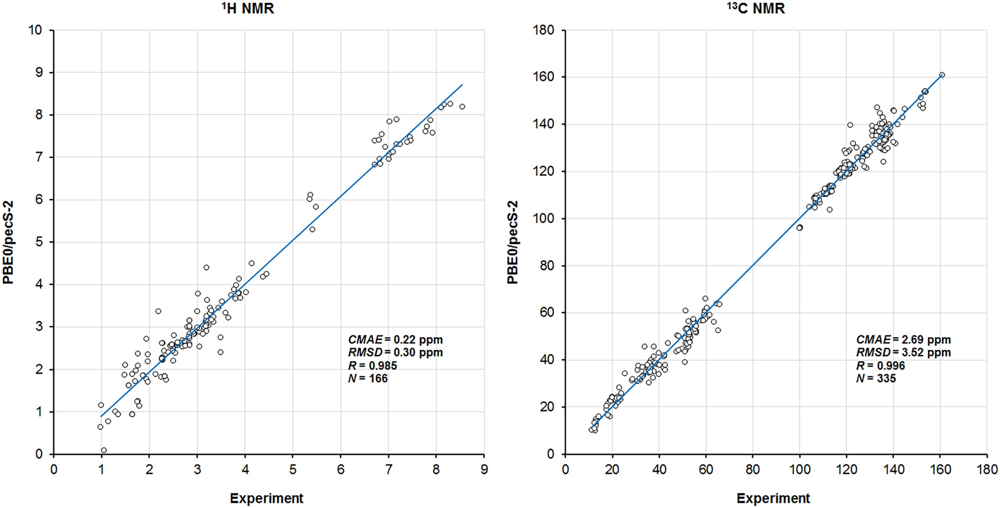 ¹H NMR
10
9
8
7
6
5
4
3
2
1
0
0 1 2 3 4 5 6 7 8 9
PBE0/pecS-2
Experiment
CMAE = 0.22 ppm
RMSD = 0.30 ppm
R = 0.985
N = 166
¹³C NMR
180
160
140
120
100
80
60
40
20
0
0 20 40 60 80 100 120 140 160 180
PBE0/pecS-2
Experiment
CMAE = 2.69 ppm
RMSD = 3.52 ppm
R = 0.996
N = 335